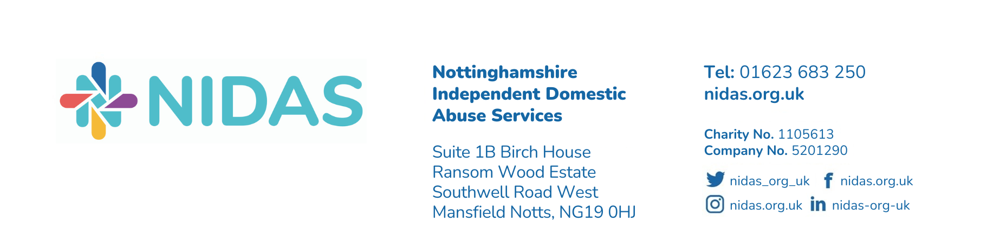 NIDAS
Nottinghamshire
Independent Domestic
Abuse Services
Suite 1B Birch House
Ransom Wood Estate
Southwell Road West
Mansfield Notts, NG19 0HJ
Tel: 01623 683 250
nidas.org.uk
Charity No. 1105613
Company No. 5201290
nidas_org_uk nidas.org.uk
nidas.org.uk nidas-org-uk